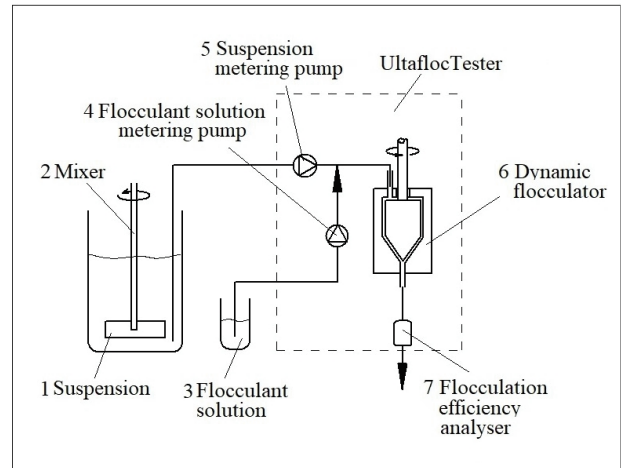 5 Suspension
metering pump
UltaflocTester
4 Flocculant solution
metering pump
2 Mixer
6 Dynamic
flocculator
1 Suspension
3 Flocculant
solution
7 Flocculation
efficiency
analyser